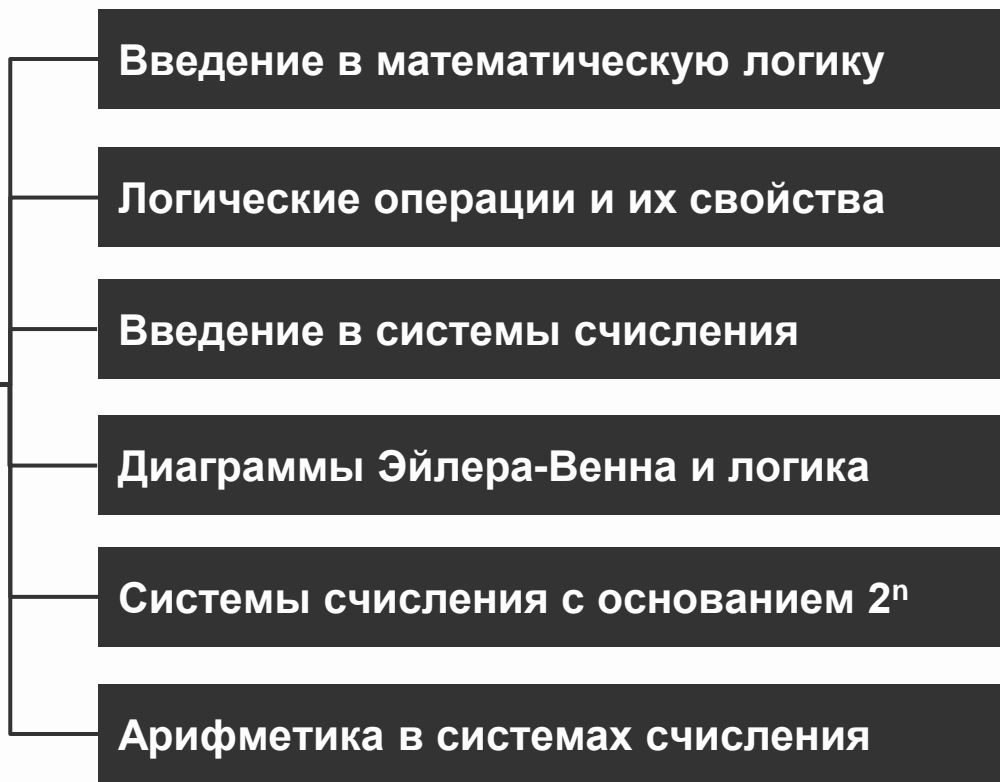 Введение в математическую логику
Логические операции и их свойства
Введение в системы счисления
Диаграммы Эйлера-Венна и логика
Системы счисления с основанием 2ⁿ
Арифметика в системах счисления